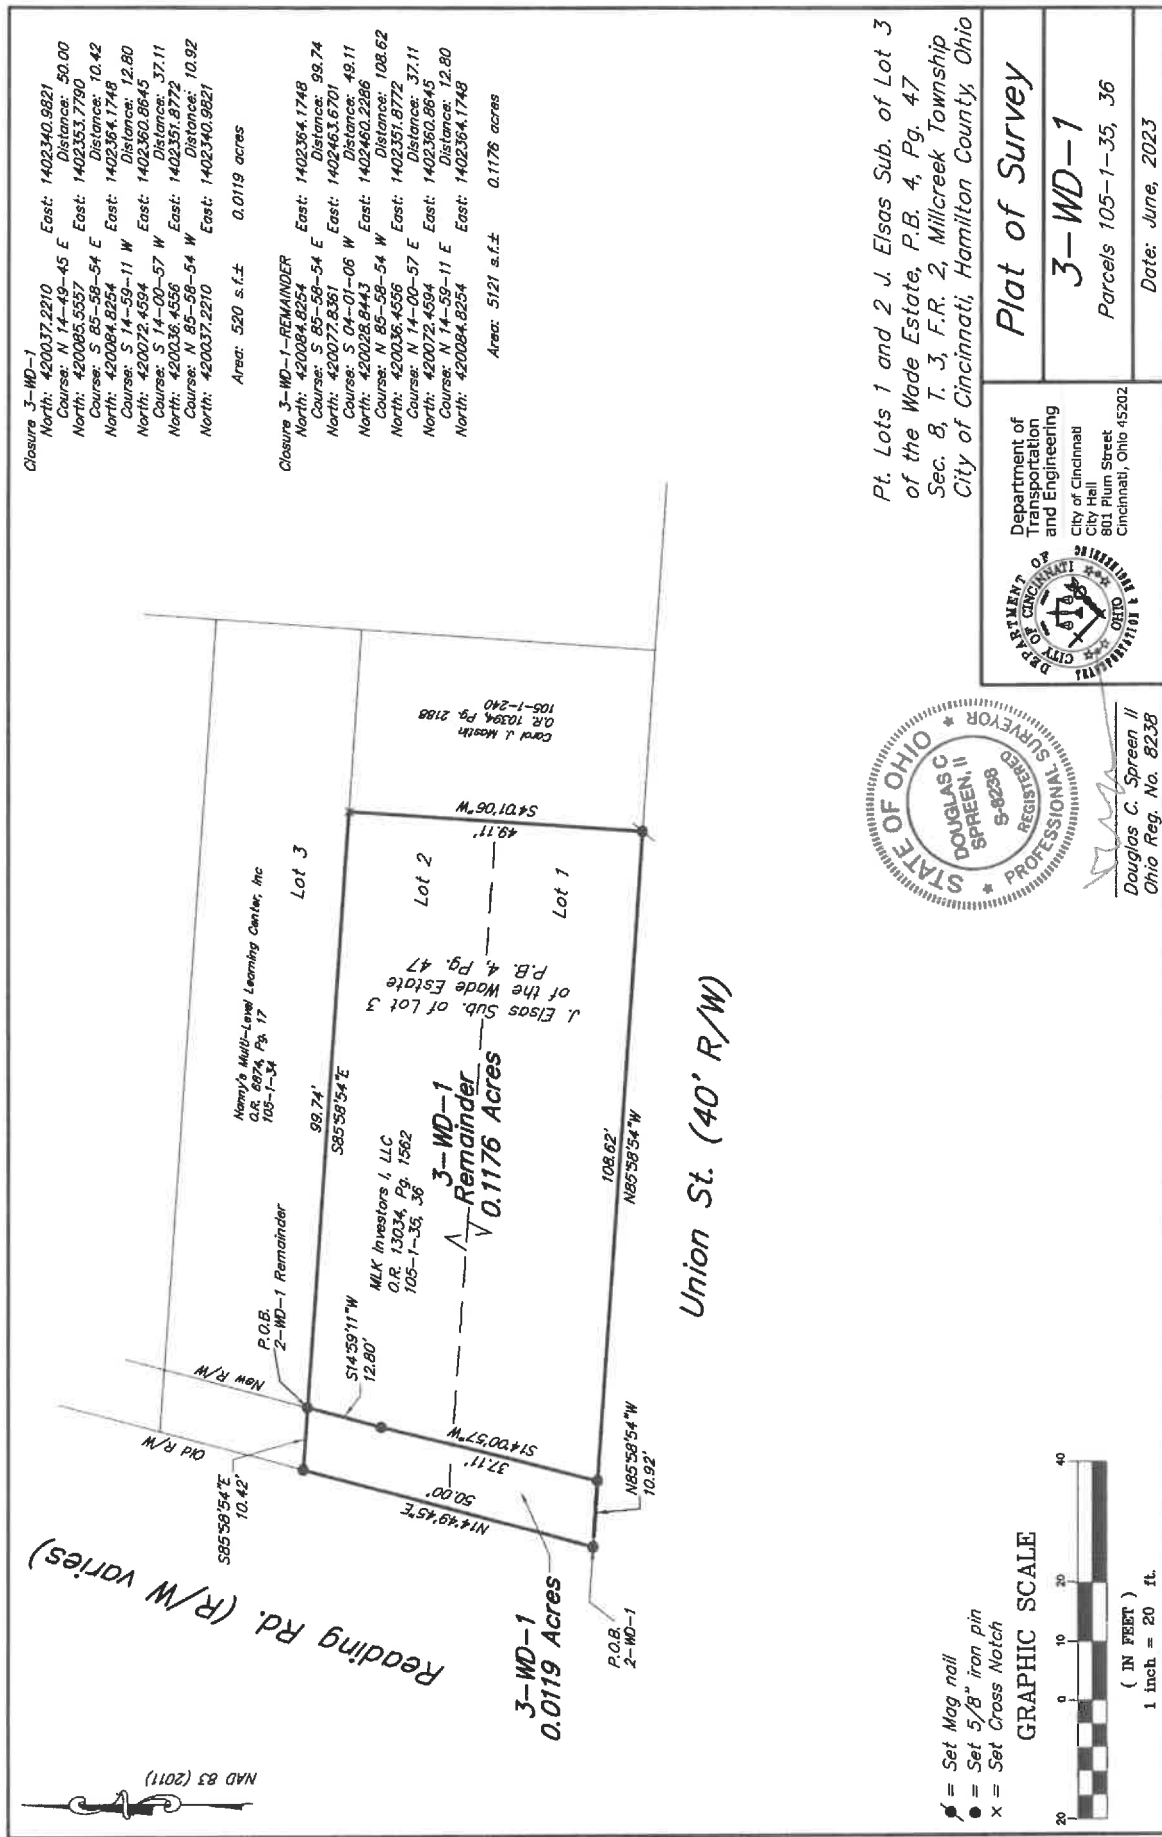 Closure 3-WD-1
North: 420037.2210 East: 1402340.9821
Course: N 14-49-45 E Distance: 50.00
North: 420085.5557 East: 1402353.7790
Course: S 85-58-54 E Distance: 10.42
North: 420084.8254 East: 1402364.1748
Course: S 14-59-11 W Distance: 12.80
North: 420072.4594 East: 1402360.8645
Course: S 14-00-57 W Distance: 37.11
North: 420036.4556 East: 1402351.8772
Course: N 85-58-54 W Distance: 10.92
North: 420037.2210 East: 1402340.9821
Area: 520 s.f.± 0.0119 acres
Closure 3-WD-1-REMAINDER
North: 420084.8254 East: 1402364.1748
Course: S 85-58-54 E Distance: 99.74
North: 420077.8361 East: 1402463.6701
Course: S 04-01-06 W Distance: 49.11
North: 420028.8443 East: 1402460.2286
Course: N 85-58-54 W Distance: 108.62
North: 420036.4556 East: 1402351.8772
Course: N 14-00-57 E Distance: 37.11
North: 420072.4594 East: 1402360.8645
Course: N 14-59-11 E Distance: 12.80
North: 420084.8254 East: 1402364.1748
Area: 5121 s.f.± 0.1176 acres
NAD 83 (2011)
Reading Rd. (R/W varies)
Old R/W
New R/W
S85°58'54"E
10.42'
P.O.B.
2-WD-1 Remainder
Nanny's Multi-Level Learning Center, Inc
O.R. 6874, Pg. 17
105-1-34
Lot 3
99.74'
S85°58'54"E
S14°59'11"W
12.80'
MLK Investors I, LLC
O.R. 13034, Pg. 1562
105-1-35, 36
3-WD-1
Remainder
0.1176 Acres
J. Elsas Sub. of Lot 3
of the Wade Estate
P.B. 4, Pg. 47
Lot 2
Lot 1
S4°01'06"W
49.11'
Carol J. Mastin
O.R. 10394, Pg. 2188
105-1-240
N14°49'45"E
50.00'
S14°00'57"W
37.11'
3-WD-1
0.0119 Acres
P.O.B.
2-WD-1
N85°58'54"W
10.92'
108.62'
N85°58'54"W
Union St. (40' R/W)
= Set Mag nail
= Set 5/8" iron pin
x = Set Cross Notch
GRAPHIC SCALE
20 0 10 20 40
( IN FEET )
1 inch = 20 ft.
STATE OF OHIO
DOUGLAS C
SPREEN, II
S-8238
REGISTERED
PROFESSIONAL SURVEYOR
Douglas C. Spreen II
Ohio Reg. No. 8238
Pt. Lots 1 and 2 J. Elsas Sub. of Lot 3
of the Wade Estate, P.B. 4, Pg. 47
Sec. 8, T. 3, F.R. 2, Millcreek Township
City of Cincinnati, Hamilton County, Ohio
DEPARTMENT OF
TRANSPORTATION & ENGINEERING
CITY OF CINCINNATI
OHIO
Department of
Transportation
and Engineering
City of Cincinnati
City Hall
801 Plum Street
Cincinnati, Ohio 45202
Plat of Survey
3-WD-1
Parcels 105-1-35, 36
Date: June, 2023